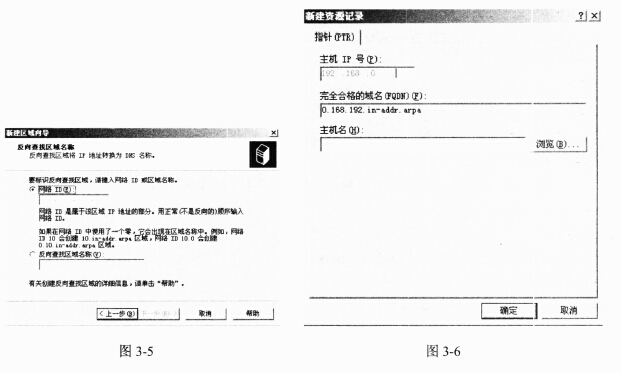 新建区域向导
反向查找区域名称
反向查找区域将 IP 地址转换为 DNS 名称。
要标识反向查找区域，请键入网络 ID 或区域名称。
网络 ID(E):
网络 ID 是属于该区域 IP 地址的部分。用正常(不是反向的)顺序输入
网络 ID。
如果在网络 ID 中使用了一个零，它会出现在区域名称中。例如，网络
ID 10 会创建 10.in-addr.arpa 区域，网络 ID 10.0 会创建
0.10.in-addr.arpa 区域。
反向查找区域名称(V):
有关创建反向查找区域的详细信息，请单击“帮助”。
< 上一步(B)
取消
帮助
图 3-5
新建资源记录
指针(PTR)
主机 IP 号(P):
192 .168 .0
完全合格的域名(FQDN)(F):
0.168.192.in-addr.arpa
主机名(H):
浏览(B)...
确定
取消
图 3-6